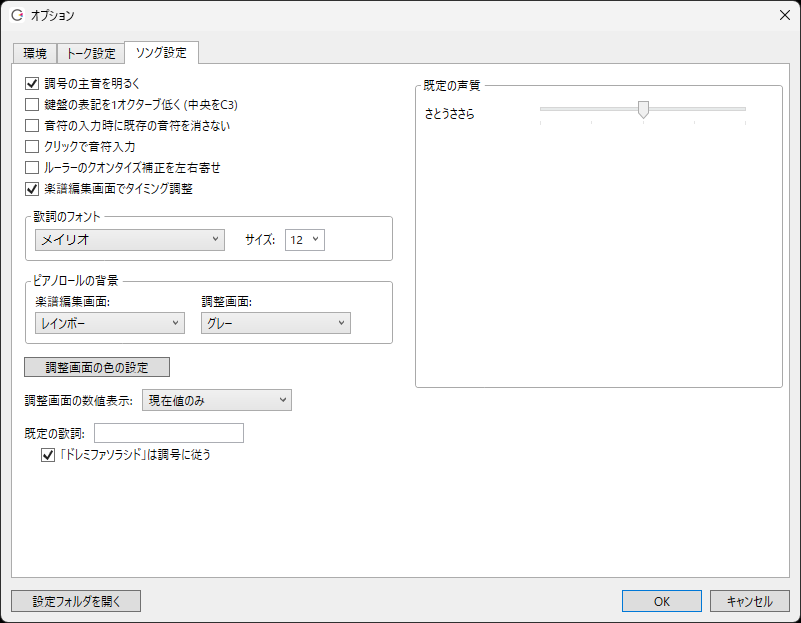 オプション
環境 トーク設定 ソング設定
調号の主音を明るく
鍵盤の表記を1オクターブ低く(中央をC3)
音符の入力時に既存の音符を消さない
クリックで音符入力
ルーラーのクオンタイズ補正を左右寄せ
楽譜編集画面でタイミング調整
歌詞のフォント
メイリオ サイズ: 12
ピアノロールの背景
楽譜編集画面: 調整画面:
レインボー グレー
調整画面の色の設定
調整画面の数値表示: 現在値のみ
既定の歌詞:
「ドレミファソラシド」は調号に従う
既定の声質
さとうささら
設定フォルダを開く OK キャンセル